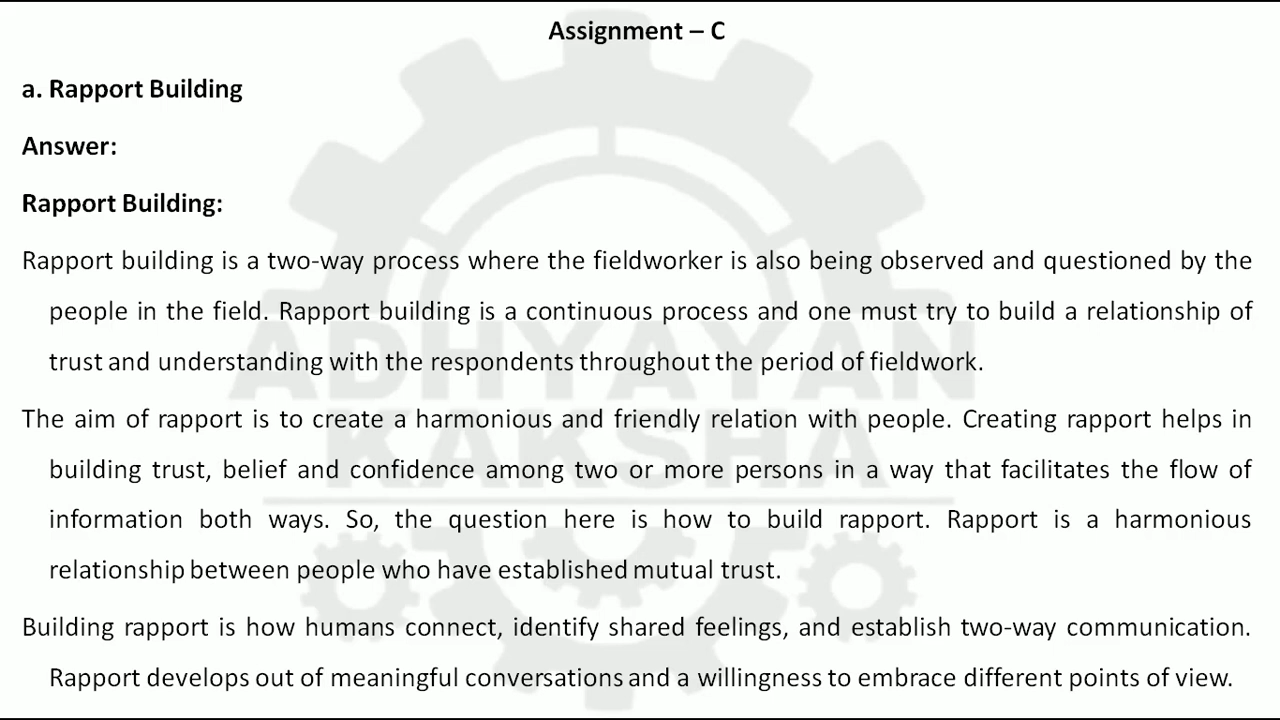 Assignment – C
a. Rapport Building
Answer:
Rapport Building:
Rapport building is a two-way process where the fieldworker is also being observed and questioned by the
people in the field. Rapport building is a continuous process and one must try to build a relationship of
trust and understanding with the respondents throughout the period of fieldwork.
The aim of rapport is to create a harmonious and friendly relation with people. Creating rapport helps in
building trust, belief and confidence among two or more persons in a way that facilitates the flow of
information both ways. So, the question here is how to build rapport. Rapport is a harmonious
relationship between people who have established mutual trust.
Building rapport is how humans connect, identify shared feelings, and establish two-way communication.
Rapport develops out of meaningful conversations and a willingness to embrace different points of view.
ADHYAYAN
KAKSHA